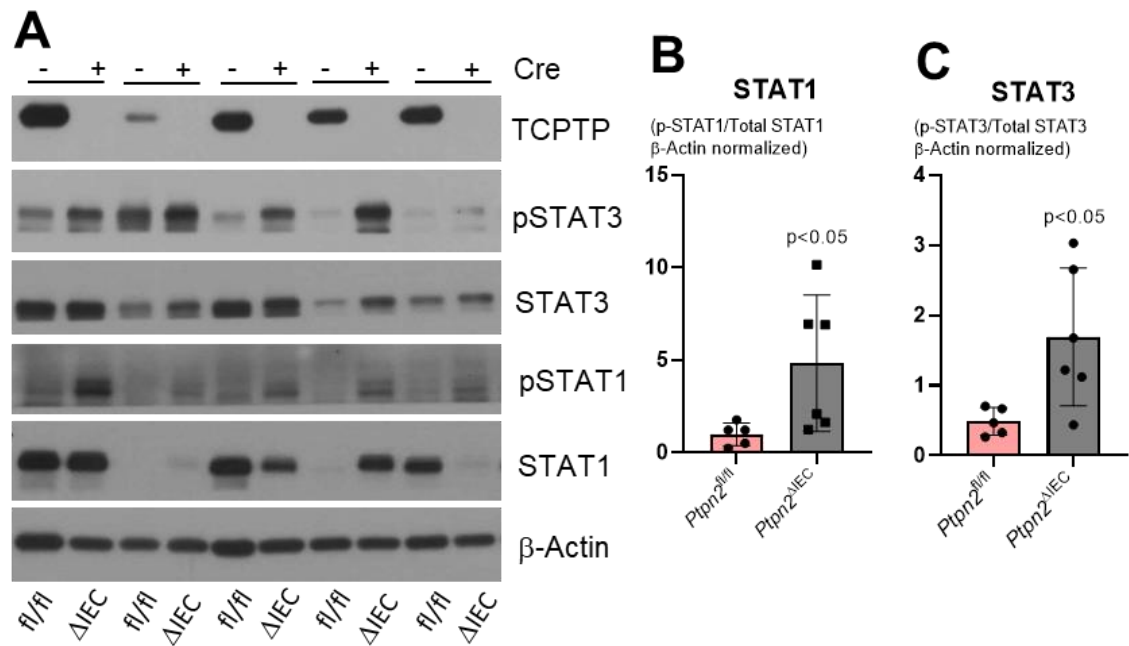 A
- + - + - + - + - + Cre
TCPTP
pSTAT3
STAT3
pSTAT1
STAT1
β-Actin
fl/fl ΔIEC fl/fl ΔIEC fl/fl ΔIEC fl/fl ΔIEC fl/fl ΔIEC
B
STAT1
(p-STAT1/Total STAT1
β-Actin normalized)
15
10
5
0
p<0.05
Ptpn2fl/fl
Ptpn2ΔIEC
C
STAT3
(p-STAT3/Total STAT3
β-Actin normalized)
4
3
2
1
0
p<0.05
Ptpn2fl/fl
Ptpn2ΔIEC